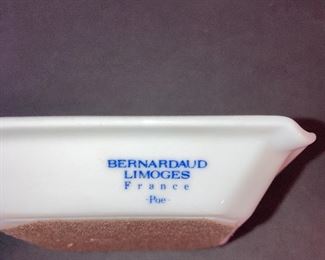 BERNARDAUD
LIMOGES
France
-Poe-